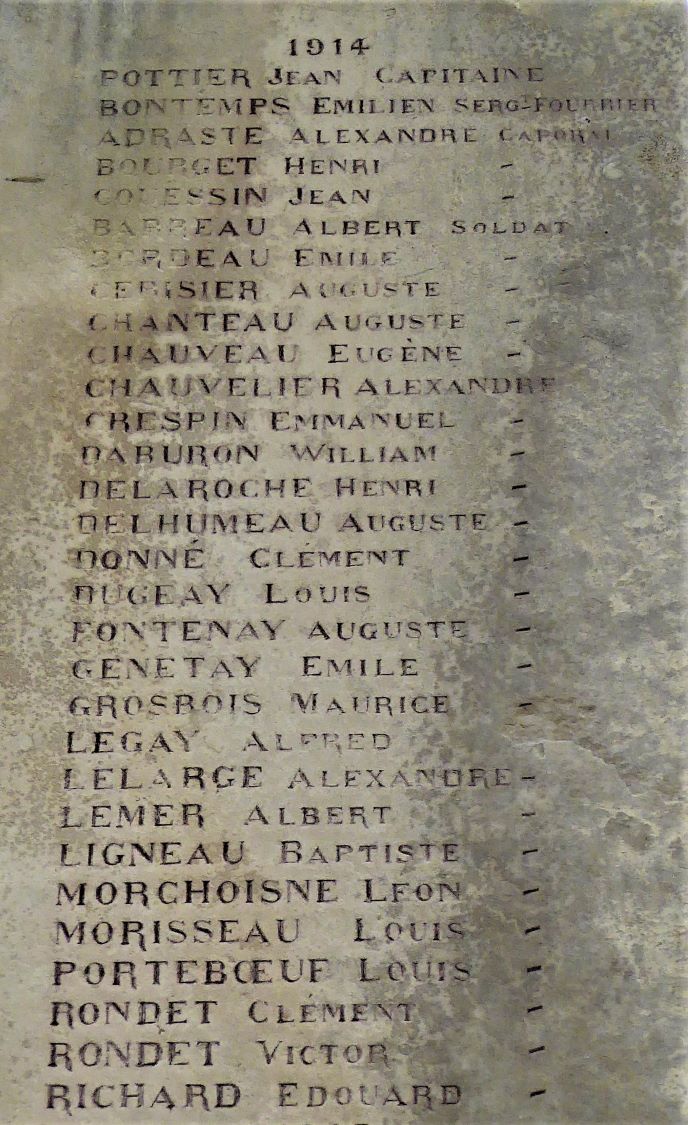 1914
POTTIER JEAN CAPITAINE
BONTEMPS EMILIEN SERG-FOURRIER
ADRASTE ALEXANDRE CAPORAL
BOURGET HENRI -
COUESSIN JEAN -
BARREAU ALBERT SOLDAT
BORDEAU EMILE -
CERISIER AUGUSTE -
CHANTEAU AUGUSTE -
CHAUVEAU EUGÈNE -
CHAUVELIER ALEXANDRE
CRESPIN EMMANUEL -
DABURON WILLIAM -
DELAROCHE HENRI -
DELHUMEAU AUGUSTE -
DONNÉ CLÉMENT -
DUGEAY LOUIS -
FONTENAY AUGUSTE -
GENETAY EMILE -
GROSBOIS MAURICE -
LEGAY ALFRED
LELARGE ALEXANDRE -
LEMER ALBERT -
LIGNEAU BAPTISTE -
MORCHOISNE LÉON -
MORISSEAU LOUIS -
PORTEBŒUF LOUIS -
RONDET CLÉMENT -
RONDET VICTOR -
RICHARD EDOUARD -